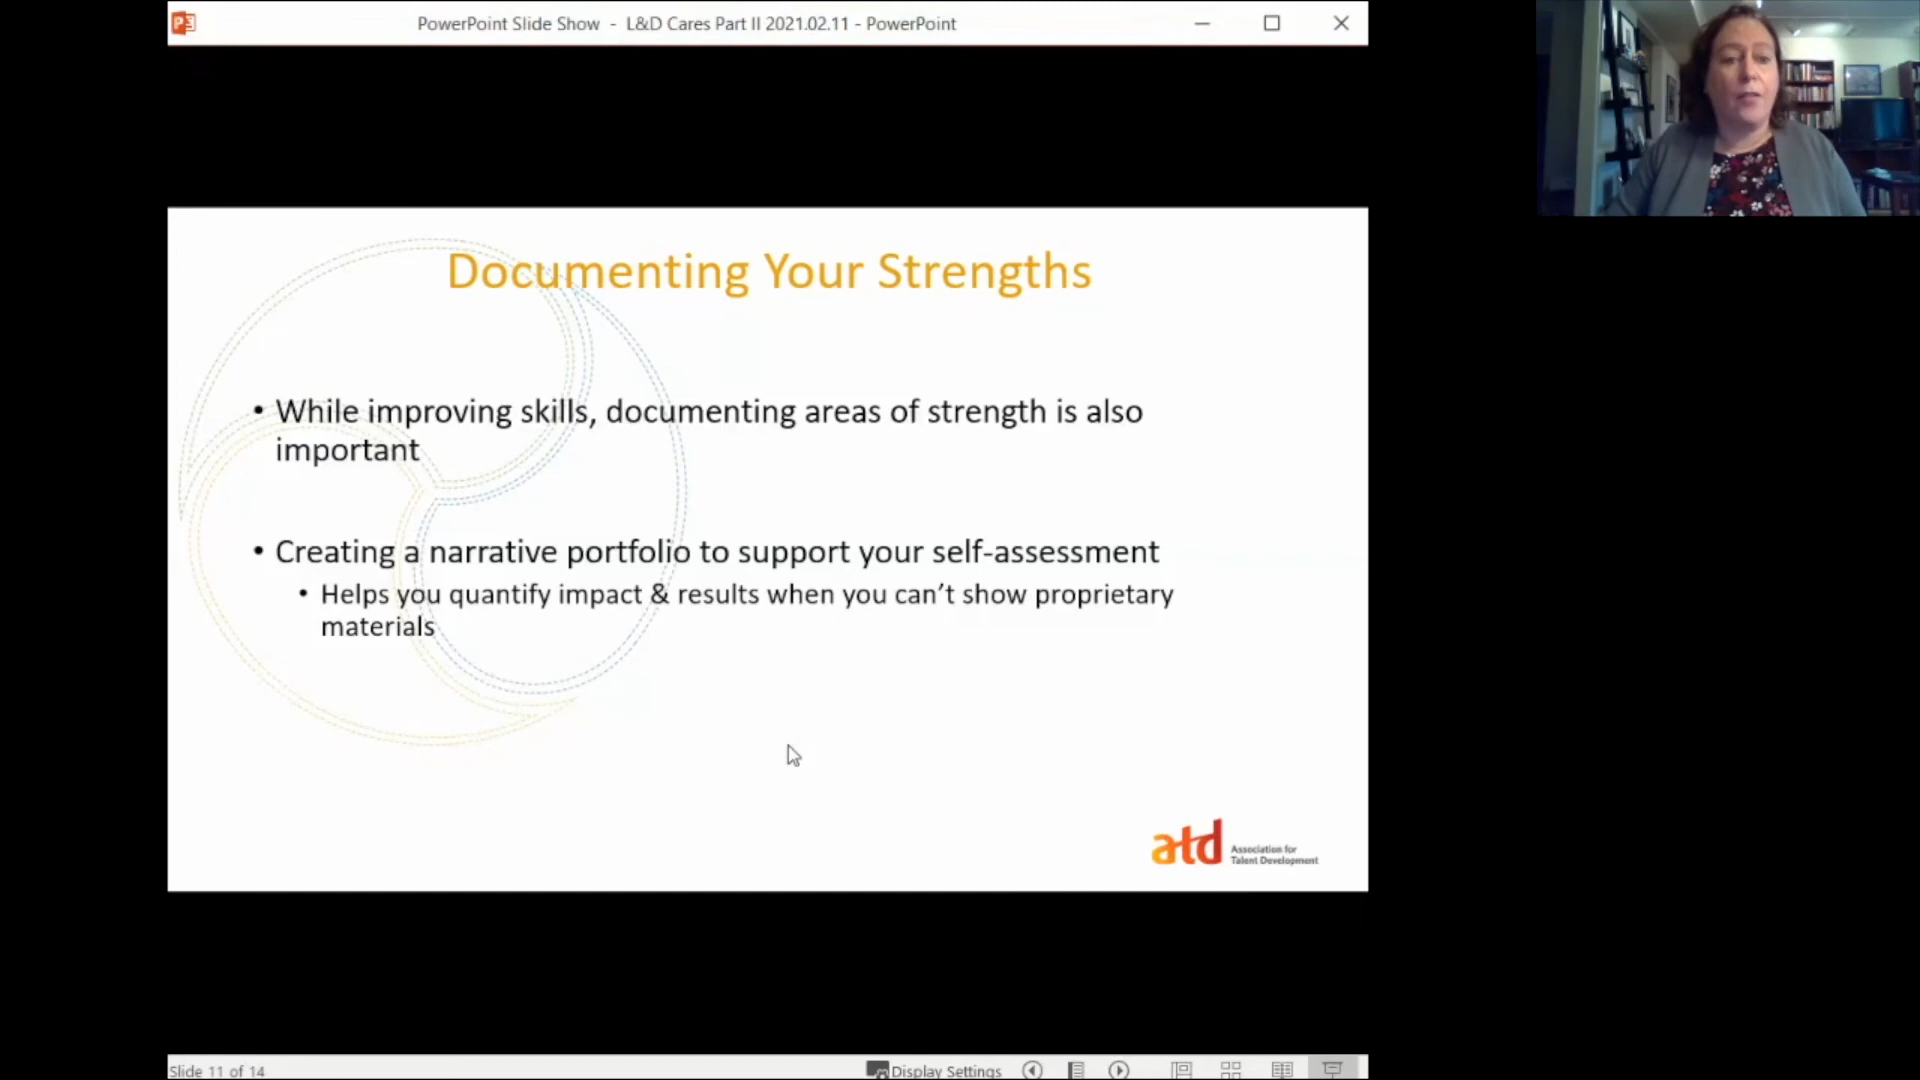 PowerPoint Slide Show - L&D Cares Part II 2021.02.11 - PowerPoint
Documenting Your Strengths
• While improving skills, documenting areas of strength is also
important
• Creating a narrative portfolio to support your self-assessment
• Helps you quantify impact & results when you can’t show proprietary
materials
atd Association for
Talent Development
Slide 11 of 14
Display Settings